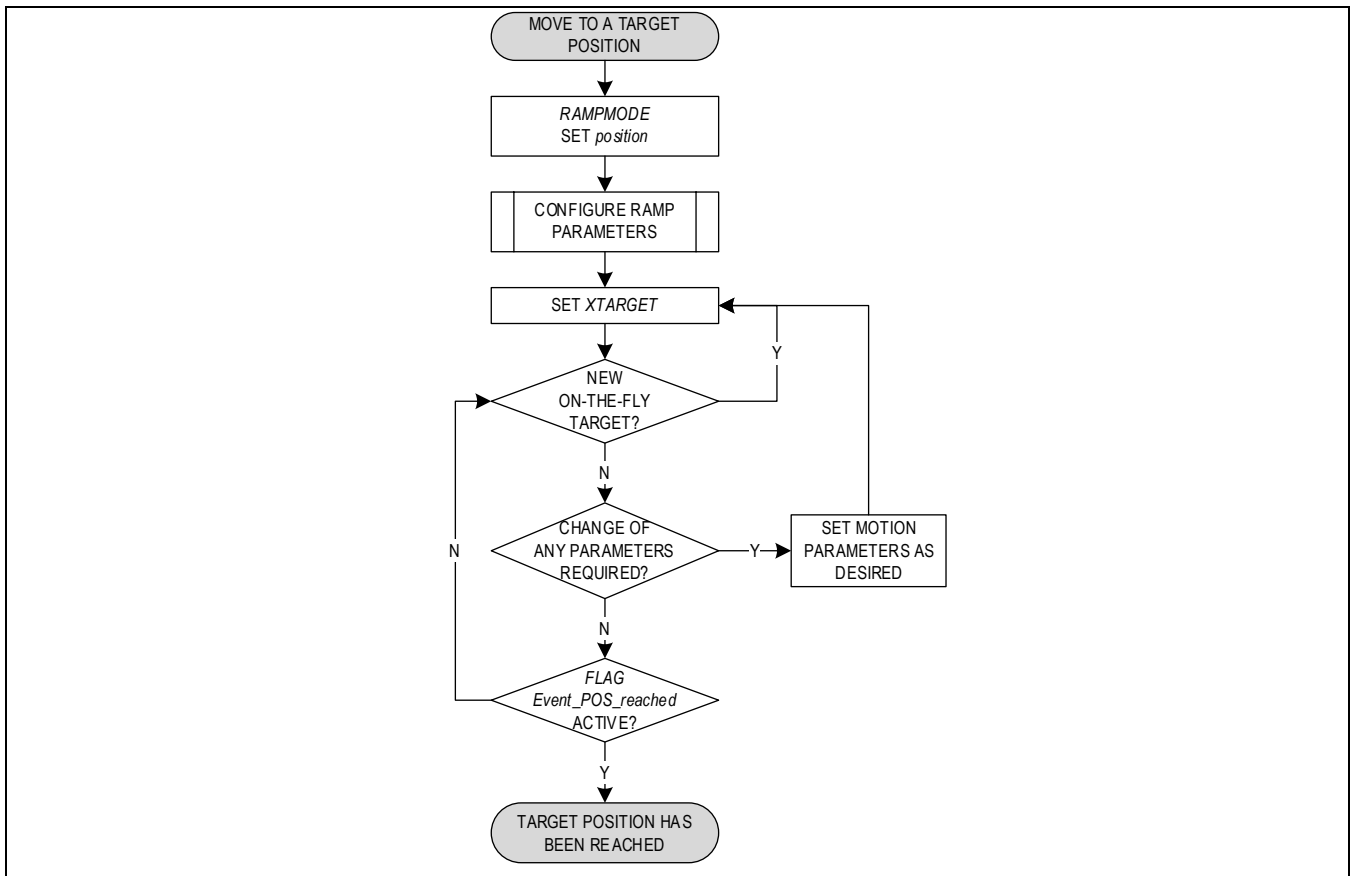 MOVE TO A TARGET
POSITION
RAMPMODE
SET position
CONFIGURE RAMP
PARAMETERS
SET XTARGET
Y
NEW
ON-THE-FLY
TARGET?
N
CHANGE OF
ANY PARAMETERS
REQUIRED?
Y
SET MOTION
PARAMETERS AS
DESIRED
N
N
FLAG
Event_POS_reached
ACTIVE?
Y
TARGET POSITION HAS
BEEN REACHED